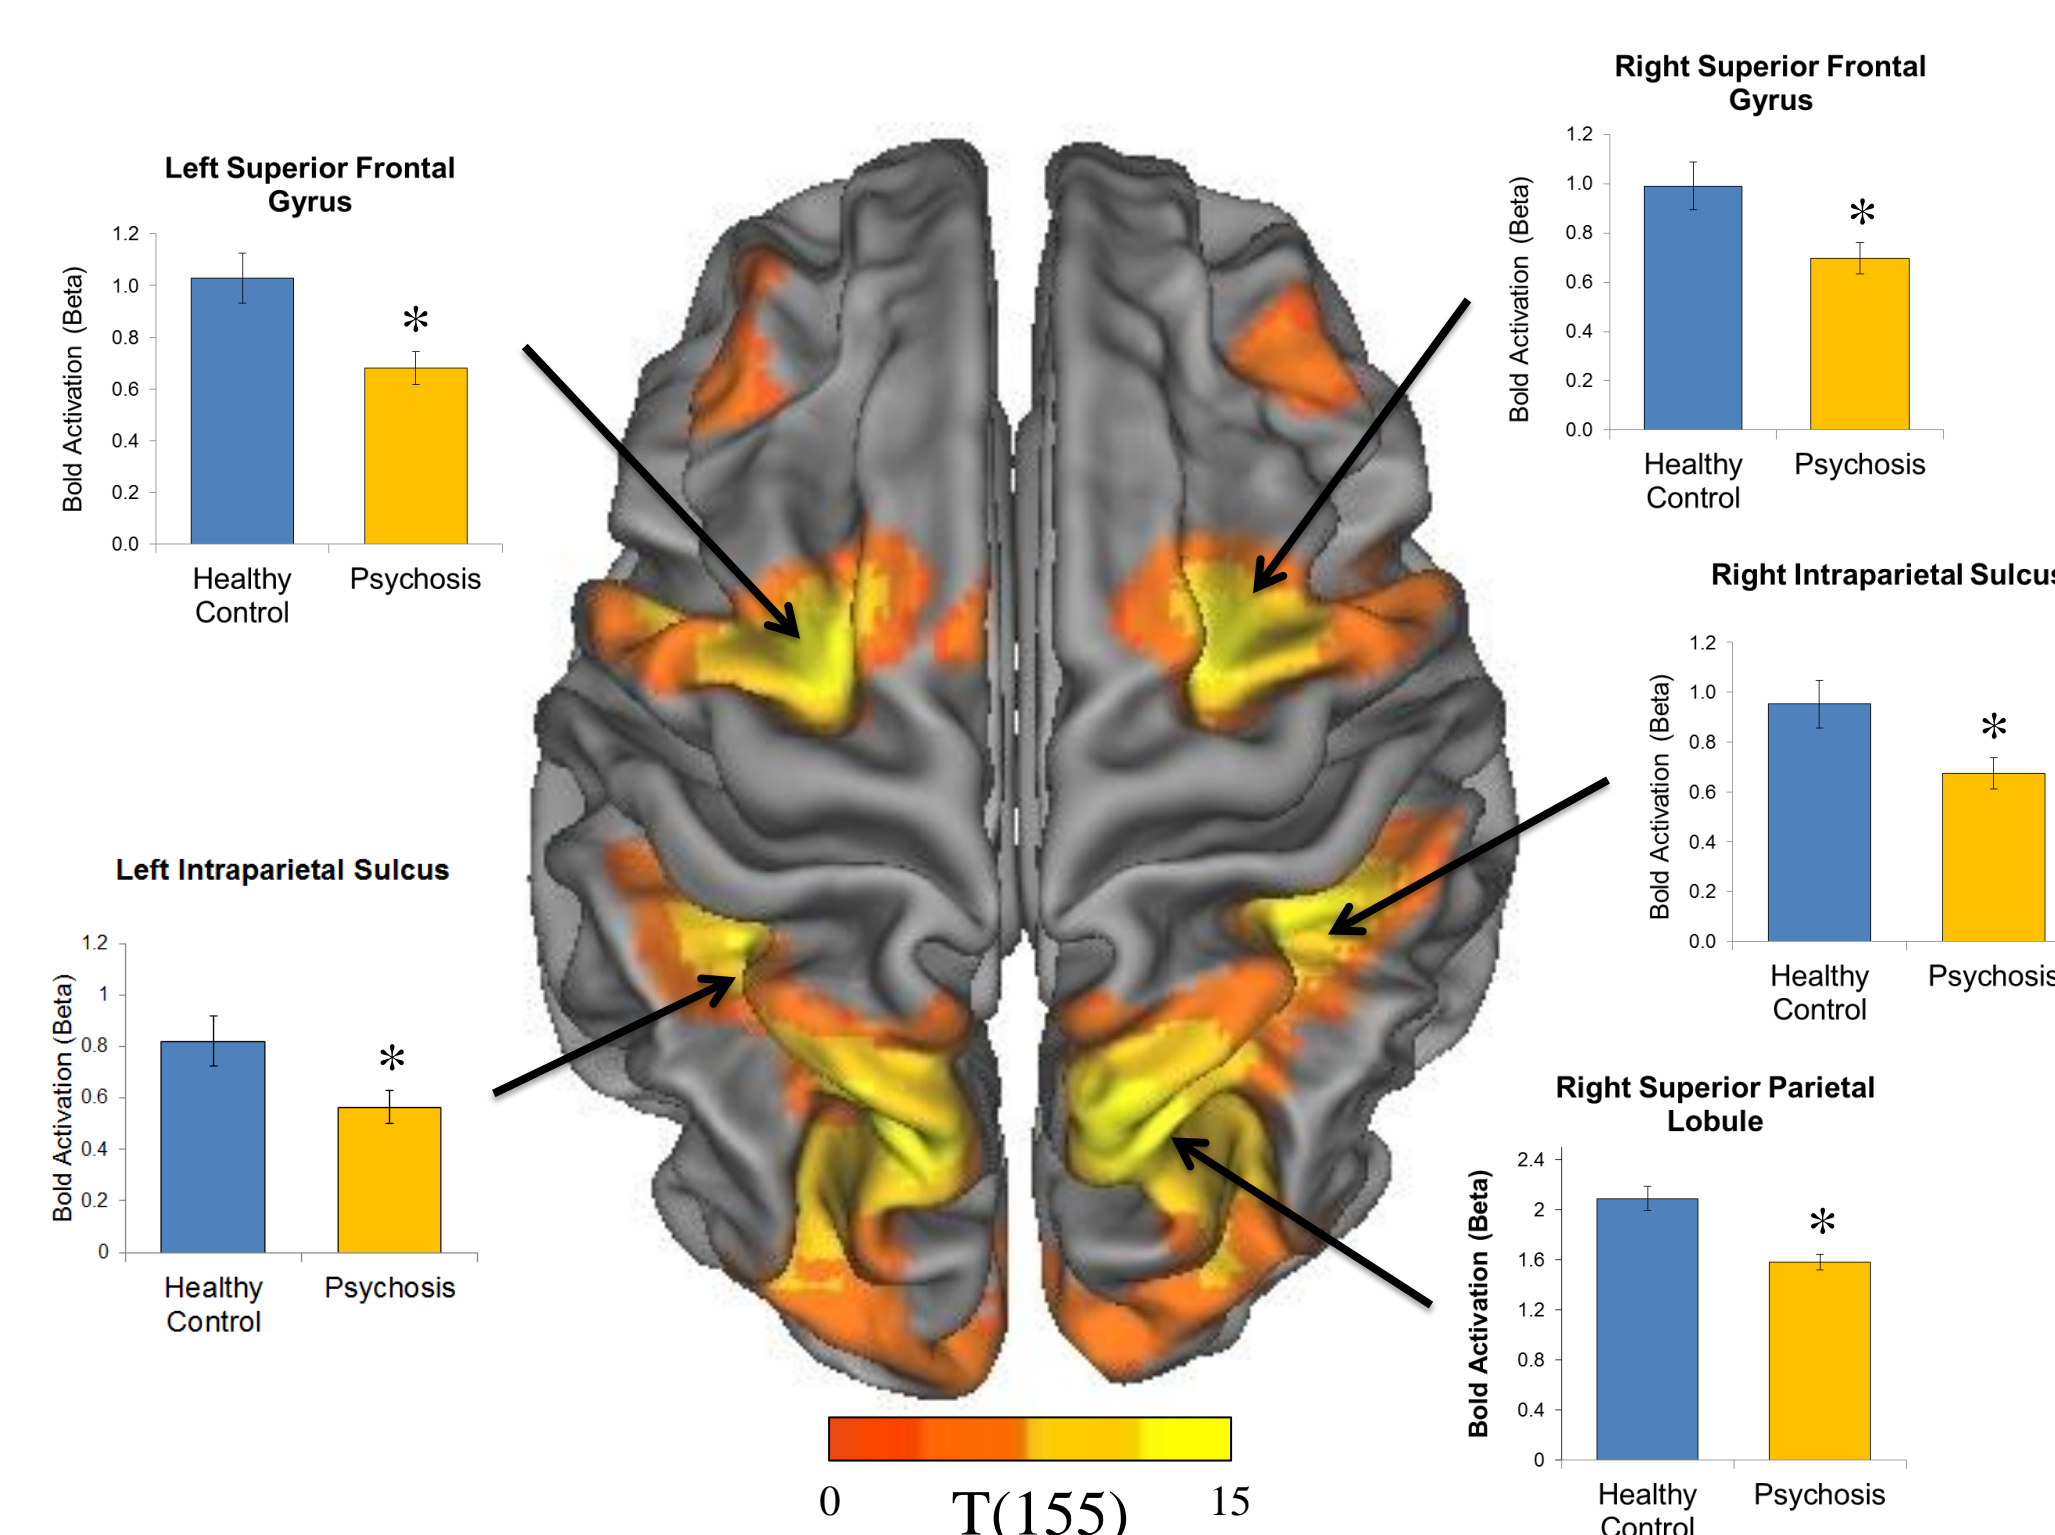 Left Superior Frontal
Gyrus
Bold Activation (Beta)
1.2
1.0
0.8
0.6
0.4
0.2
0.0
*
Healthy
Control
Psychosis
Right Superior Frontal
Gyrus
Bold Activation (Beta)
1.2
1.0
0.8
0.6
0.4
0.2
0.0
*
Healthy
Control
Psychosis
Right Intraparietal Sulcus
Bold Activation (Beta)
1.2
1.0
0.8
0.6
0.4
0.2
0.0
*
Healthy
Control
Psychosis
Left Intraparietal Sulcus
Bold Activation (Beta)
1.2
1
0.8
0.6
0.4
0.2
0
*
Healthy
Control
Psychosis
Right Superior Parietal
Lobule
Bold Activation (Beta)
2.4
2
1.6
1.2
0.8
0.4
0
*
Healthy
Control
Psychosis
0 T(155) 15